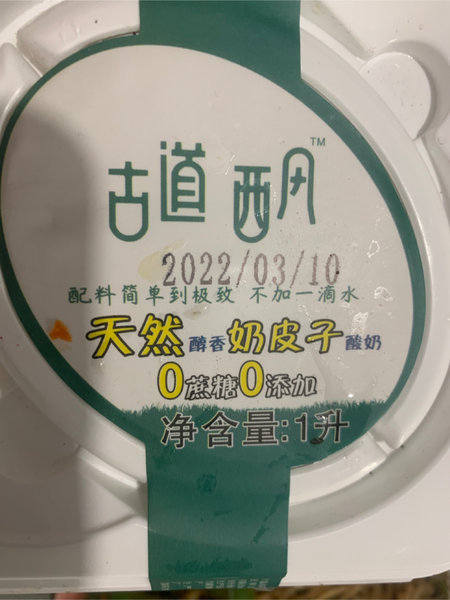 古道 西丹™
2022/03/10
配料简单到极致 不加一滴水
天然醇香奶皮子酸奶
0蔗糖0添加
净含量:1升